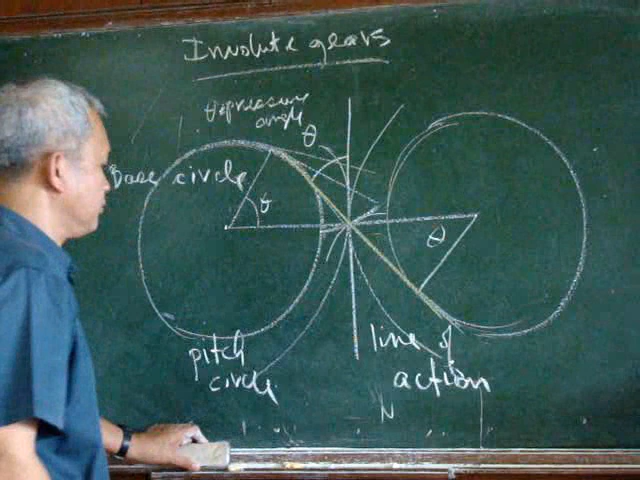 Involute gears
θ pressure
angle
θ
Base circle
θ
θ
pitch
circle
line of
action
N